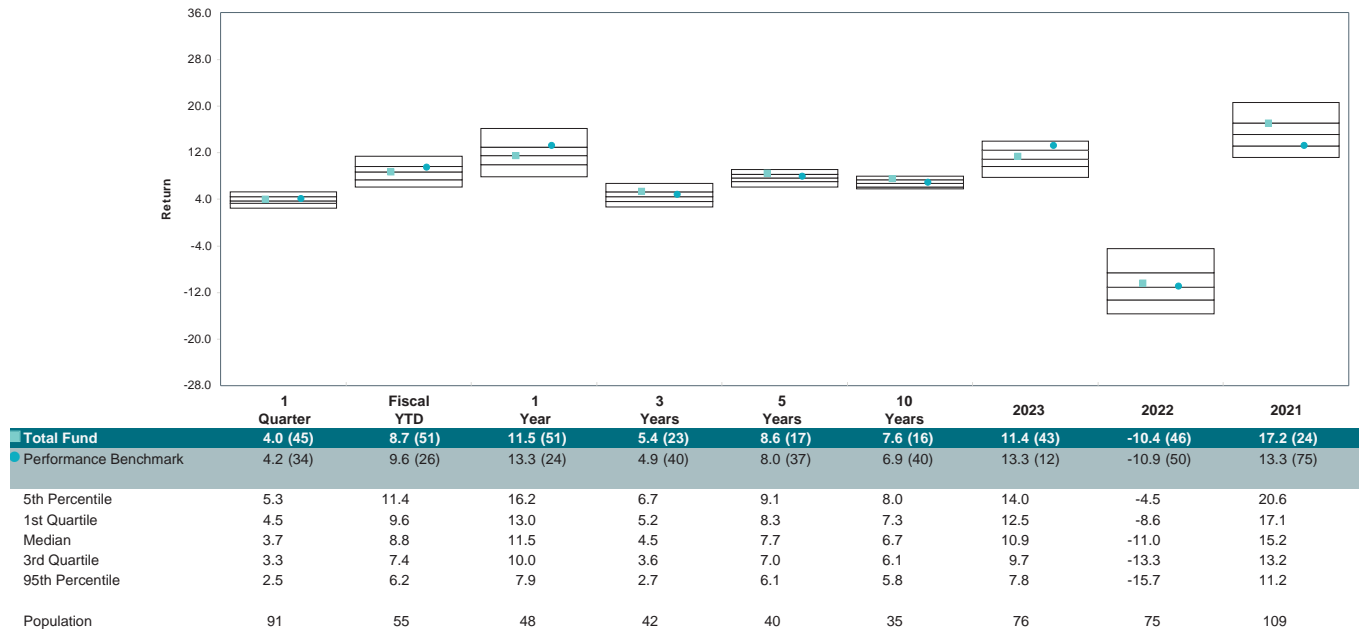 36.0
28.0
20.0
12.0
4.0
-4.0
-12.0
-20.0
-28.0
Return
1 Quarter Fiscal YTD 1 Year 3 Years 5 Years 10 Years 2023 2022 2021
Total Fund 4.0 (45) 8.7 (51) 11.5 (51) 5.4 (23) 8.6 (17) 7.6 (16) 11.4 (43) -10.4 (46) 17.2 (24)
Performance Benchmark 4.2 (34) 9.6 (26) 13.3 (24) 4.9 (40) 8.0 (37) 6.9 (40) 13.3 (12) -10.9 (50) 13.3 (75)
5th Percentile 5.3 11.4 16.2 6.7 9.1 8.0 14.0 -4.5 20.6
1st Quartile 4.5 9.6 13.0 5.2 8.3 7.3 12.5 -8.6 17.1
Median 3.7 8.8 11.5 4.5 7.7 6.7 10.9 -11.0 15.2
3rd Quartile 3.3 7.4 10.0 3.6 7.0 6.1 9.7 -13.3 13.2
95th Percentile 2.5 6.2 7.9 2.7 6.1 5.8 7.8 -15.7 11.2
Population 91 55 48 42 40 35 76 75 109